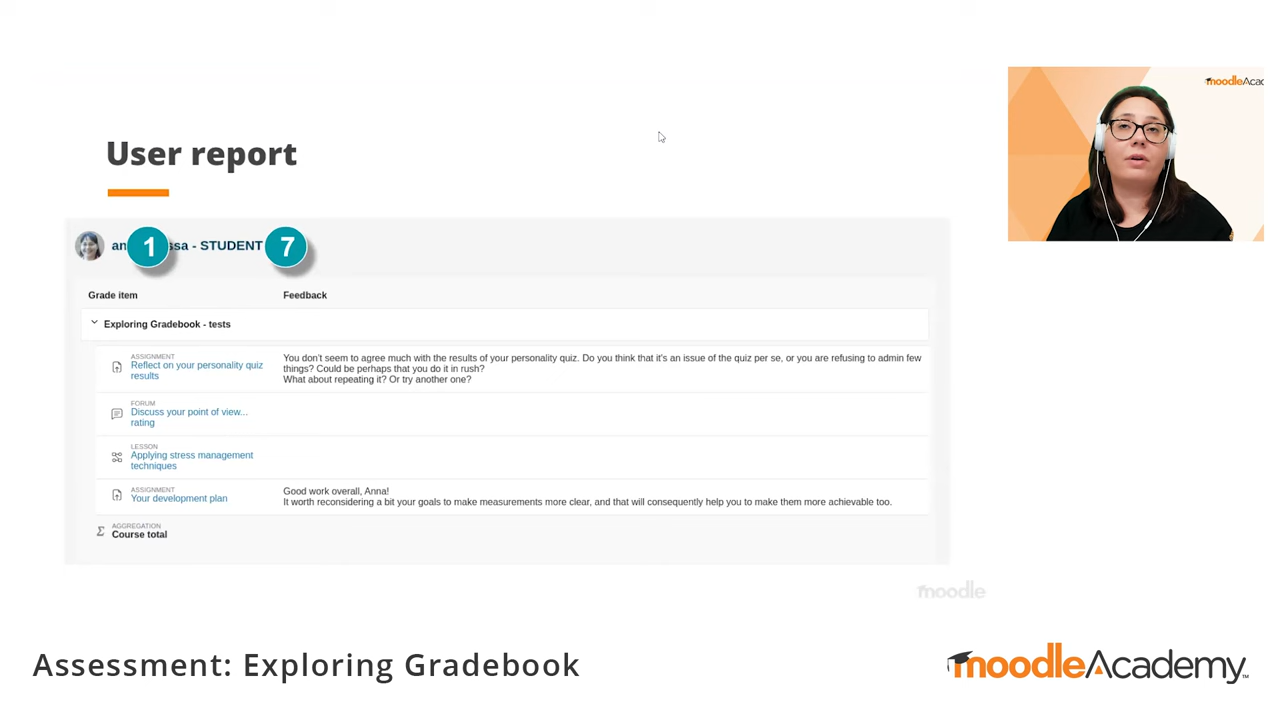 moodleAcad
User report
1
7
an ssa - STUDENT
Grade item
Feedback
Exploring Gradebook - tests
ASSIGNMENT
Reflect on your personality quiz
results
You don't seem to agree much with the results of your personality quiz. Do you think that it's an issue of the quiz per se, or you are refusing to admin few
things? Could be perhaps that you do it in rush?
What about repeating it? Or try another one?
FORUM
Discuss your point of view...
rating
LESSON
Applying stress management
techniques
ASSIGNMENT
Your development plan
Good work overall, Anna!
It worth reconsidering a bit your goals to make measurements more clear, and that will consequently help you to make them more achievable too.
AGGREGATION
Course total
moodle
Assessment: Exploring Gradebook
moodleAcademy™